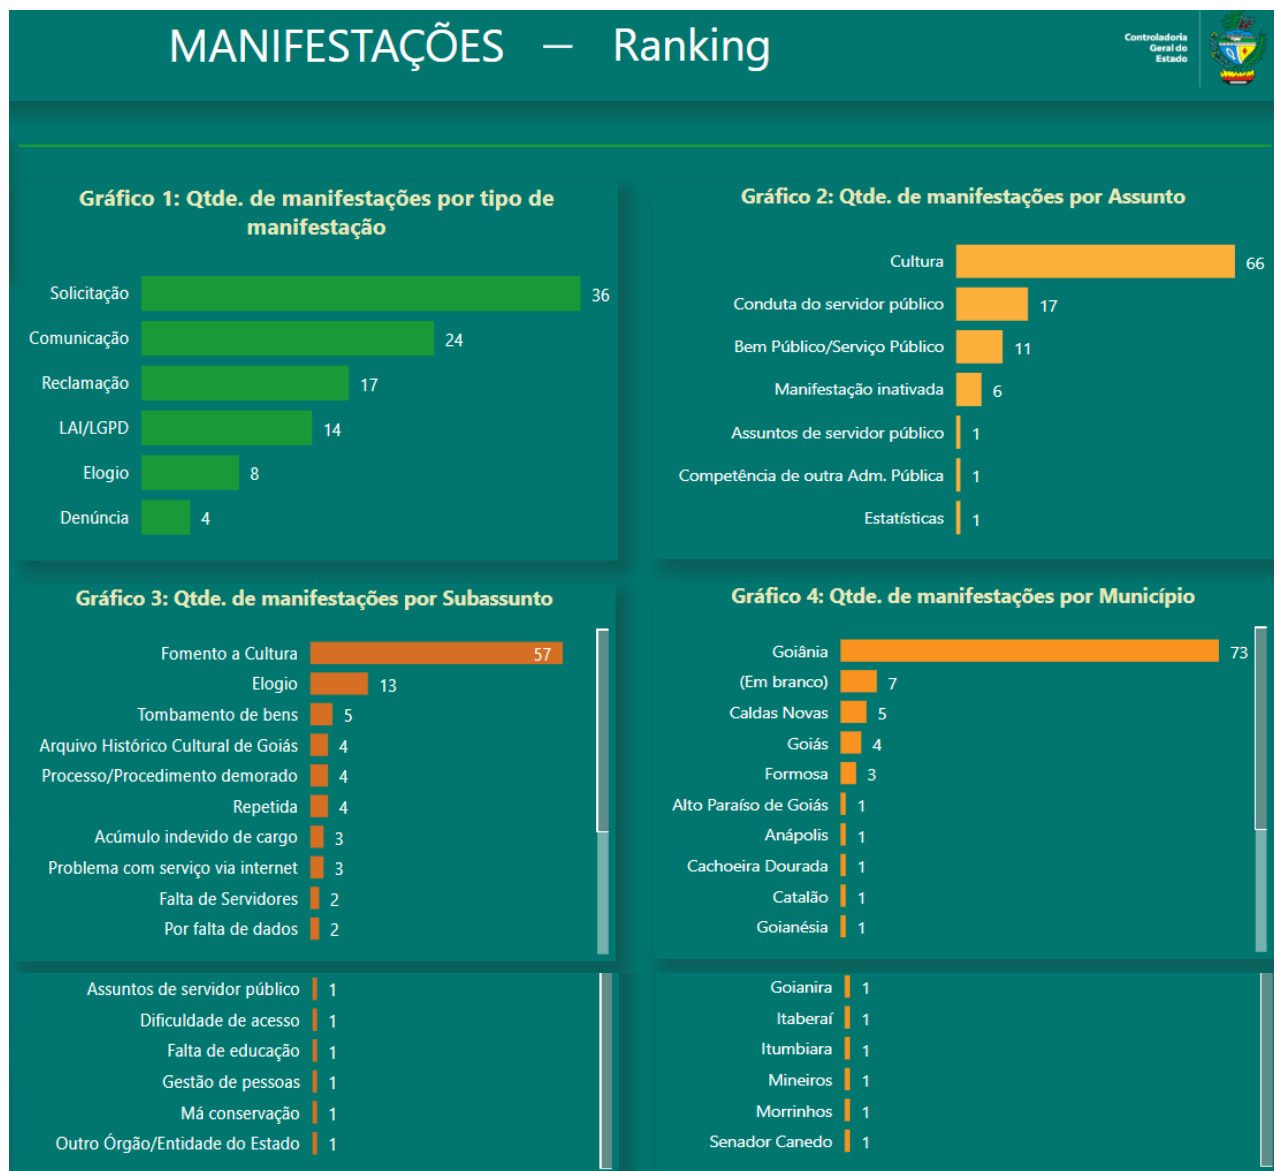 MANIFESTAÇÕES – Ranking
Controladoria
Geral do
Estado
Gráfico 1: Qtde. de manifestações por tipo de
manifestação
Solicitação 36
Comunicação 24
Reclamação 17
LAI/LGPD 14
Elogio 8
Denúncia 4
Gráfico 2: Qtde. de manifestações por Assunto
Cultura 66
Conduta do servidor público 17
Bem Público/Serviço Público 11
Manifestação inativada 6
Assuntos de servidor público 1
Competência de outra Adm. Pública 1
Estatísticas 1
Gráfico 3: Qtde. de manifestações por Subassunto
Fomento a Cultura 57
Elogio 13
Tombamento de bens 5
Arquivo Histórico Cultural de Goiás 4
Processo/Procedimento demorado 4
Repetida 4
Acúmulo indevido de cargo 3
Problema com serviço via internet 3
Falta de Servidores 2
Por falta de dados 2
Assuntos de servidor público 1
Dificuldade de acesso 1
Falta de educação 1
Gestão de pessoas 1
Má conservação 1
Outro Órgão/Entidade do Estado 1
Gráfico 4: Qtde. de manifestações por Município
Goiânia 73
(Em branco) 7
Caldas Novas 5
Goiás 4
Formosa 3
Alto Paraíso de Goiás 1
Anápolis 1
Cachoeira Dourada 1
Catalão 1
Goianésia 1
Goianira 1
Itaberaí 1
Itumbiara 1
Mineiros 1
Morrinhos 1
Senador Canedo 1